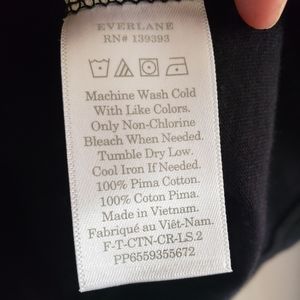 EVERLANE
RN# 139393
Machine Wash Cold
With Like Colors.
Only Non-Chlorine
Bleach When Needed.
Tumble Dry Low.
Cool Iron If Needed.
100% Pima Cotton.
100% Coton Pima.
Made in Vietnam.
Fabriqué au Viêt-Nam.
F-T-CTN-CR-LS.2
PP6559355672